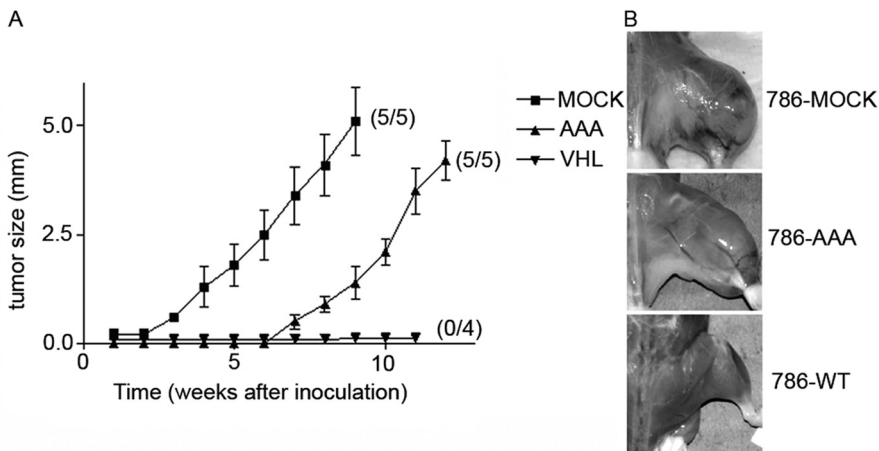 A
tumor size (mm)
5.0
2.5
0.0
0
5
10
Time (weeks after inoculation)
(5/5)
(5/5)
(0/4)
MOCK
AAA
VHL
B
786-MOCK
786-AAA
786-WT